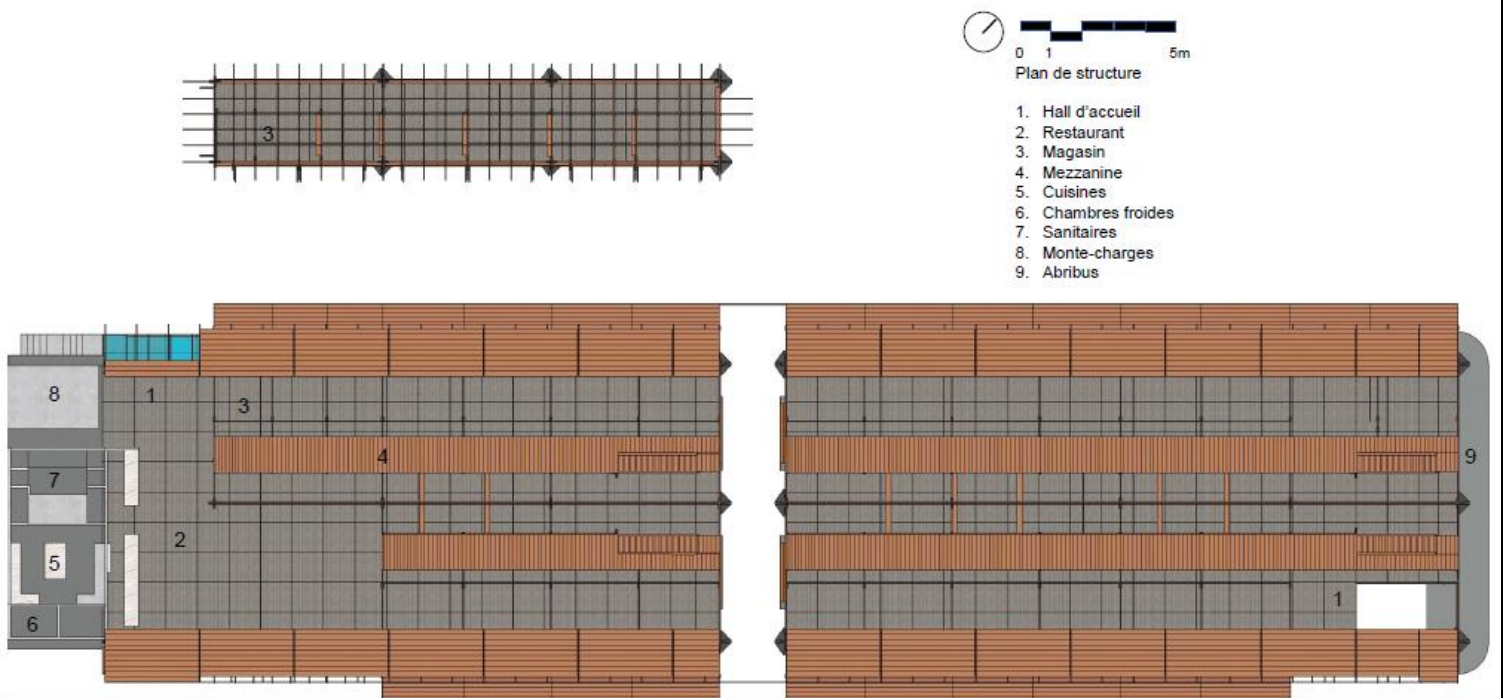 0 1 5m
Plan de structure
1. Hall d'accueil
2. Restaurant
3. Magasin
4. Mezzanine
5. Cuisines
6. Chambres froides
7. Sanitaires
8. Monte-charges
9. Abribus
3
8
1
3
4
9
7
2
5
1
6